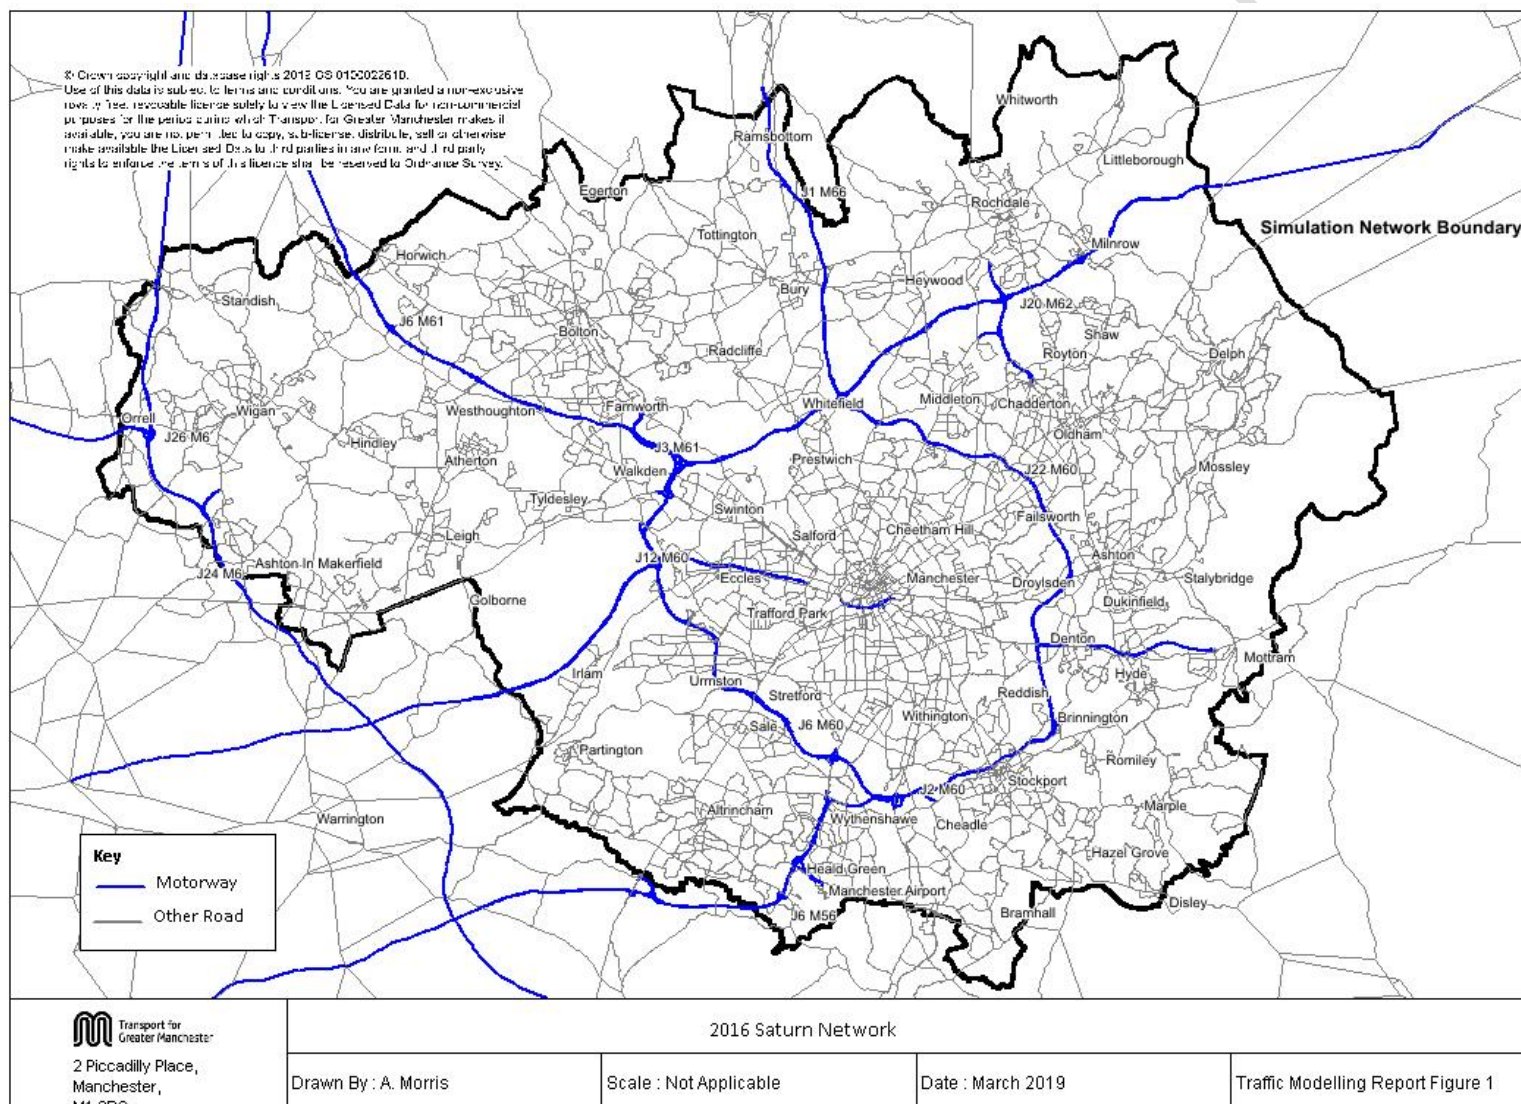 © Crown copyright and database rights 2019 OS 0100022610.
Use of this data is subject to terms and conditions. You are granted a non-exclusive
royalty free, revocable licence solely to view the Licensed Data for non-commercial
purposes for the period during which Transport for Greater Manchester makes it
available, you are not permitted to copy, sub-license, distribute, sell or otherwise
make available the Licensed Data to third parties in any form, and third party
rights to enforce the terms of this licence shall be reserved to Ordnance Survey.
Whitworth
Ramsbottom
Littleborough
Egerton
J1 M66
Rochdale
Simulation Network Boundary
Tottington
Milnrow
Horwich
Heywood
Bury
Standish
J20 M62
J6 M61
Bolton
Shaw
Radcliffe
Royton
Delph
Whitefield
Middleton
Chadderton
Farnworth
Westhoughton
Wigan
Orrell
J26 M6
Hindley
Oldham
J3 M61
Atherton
Prestwich
Walkden
J22 M60
Mossley
Tyldesley
Swinton
Failsworth
Cheetham Hill
Salford
Leigh
J12 M60
Ashton
Ashton In Makerfield
J24 M6
Eccles
Manchester
Droylsden
Stalybridge
Golborne
Trafford Park
Dukinfield
Denton
Mottram
Irlam
Urmston
Hyde
Stretford
Reddish
Sale
J6 M60
Withington
Brinnington
Partington
Romiley
Stockport
J2 M60
Marple
Altrincham
Warrington
Wythenshawe
Cheadle
Hazel Grove
Heald Green
Manchester Airport
Disley
J6 M56
Bramhall
Key
Motorway
Other Road
Transport for
Greater Manchester
2 Piccadilly Place,
Manchester,
2016 Saturn Network
Drawn By : A. Morris
Scale : Not Applicable
Date : March 2019
Traffic Modelling Report Figure 1